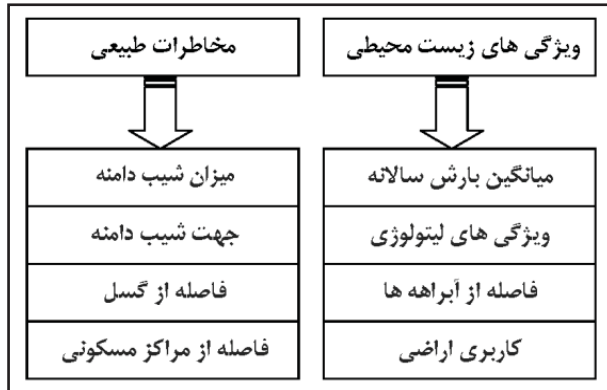 ویژگی های زیست محیطی
میانگین بارش سالانه
ویژگی های لیتولوژی
فاصله از آبراهه ها
کاربری اراضی
مخاطرات طبیعی
میزان شیب دامنه
جهت شیب دامنه
فاصله از گسل
فاصله از مراکز مسکونی